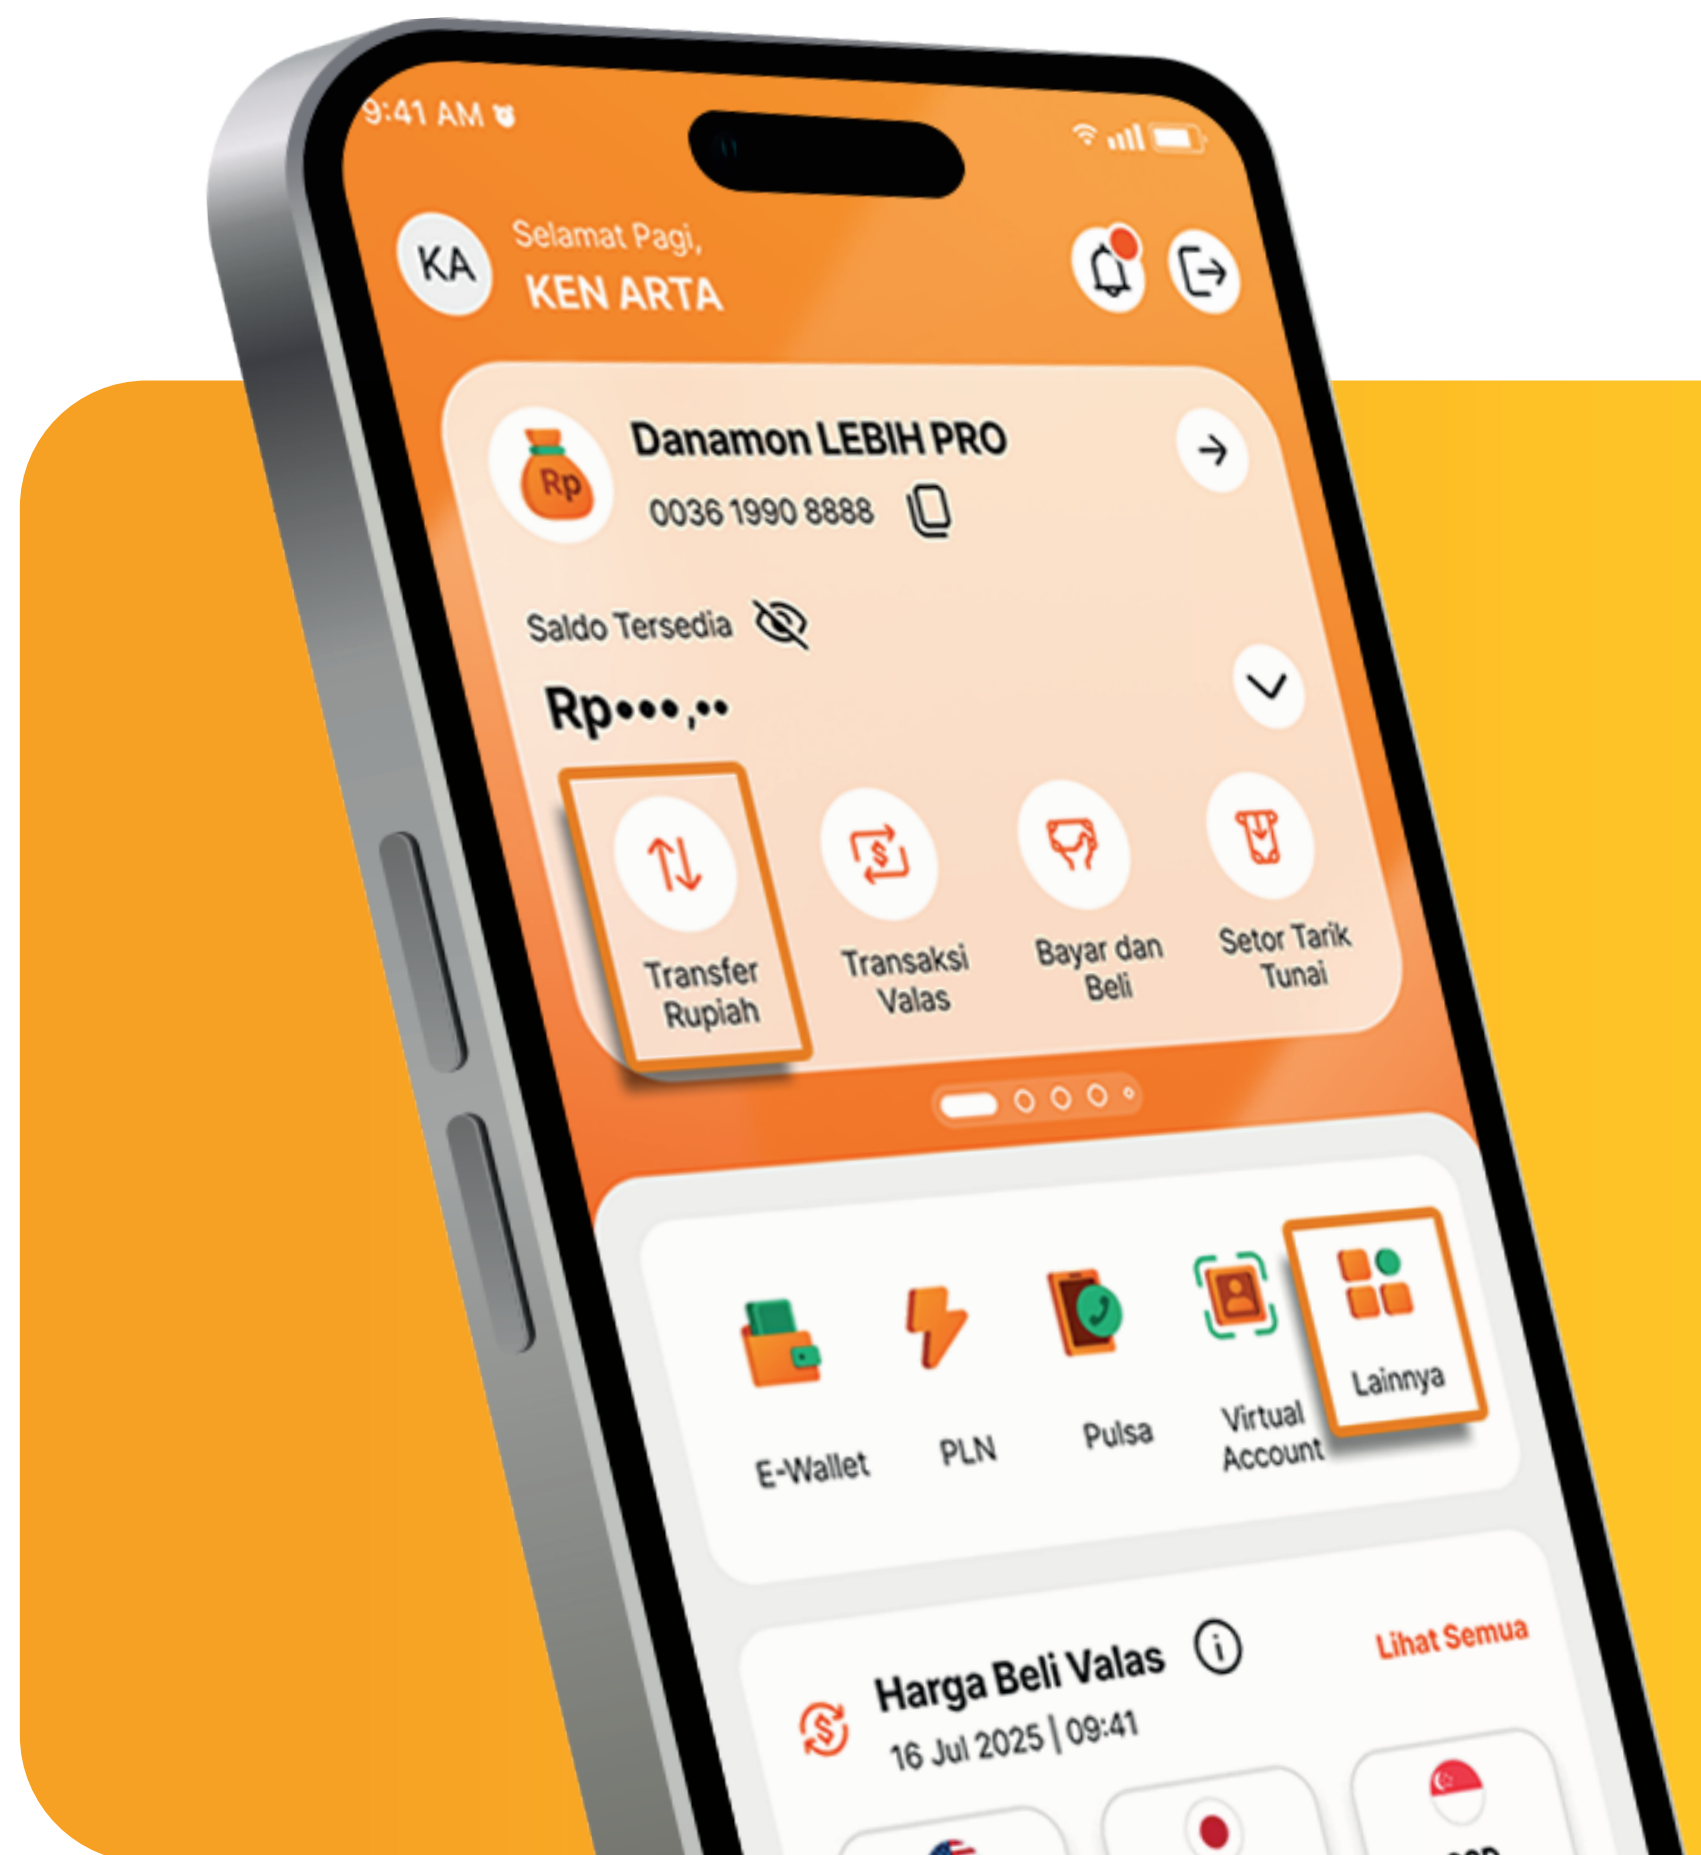 9:41 AM
KA
Selamat Pagi,
KEN ARTA
Rp
Danamon LEBIH PRO
0036 1990 8888
Saldo Tersedia
Rp•••,••
Transfer
Rupiah
Transaksi
Valas
Bayar dan
Beli
Setor Tarik
Tunai
E-Wallet
PLN
Pulsa
Virtual
Account
Lainnya
Harga Beli Valas
Lihat Semua
16 Jul 2025 | 09:41